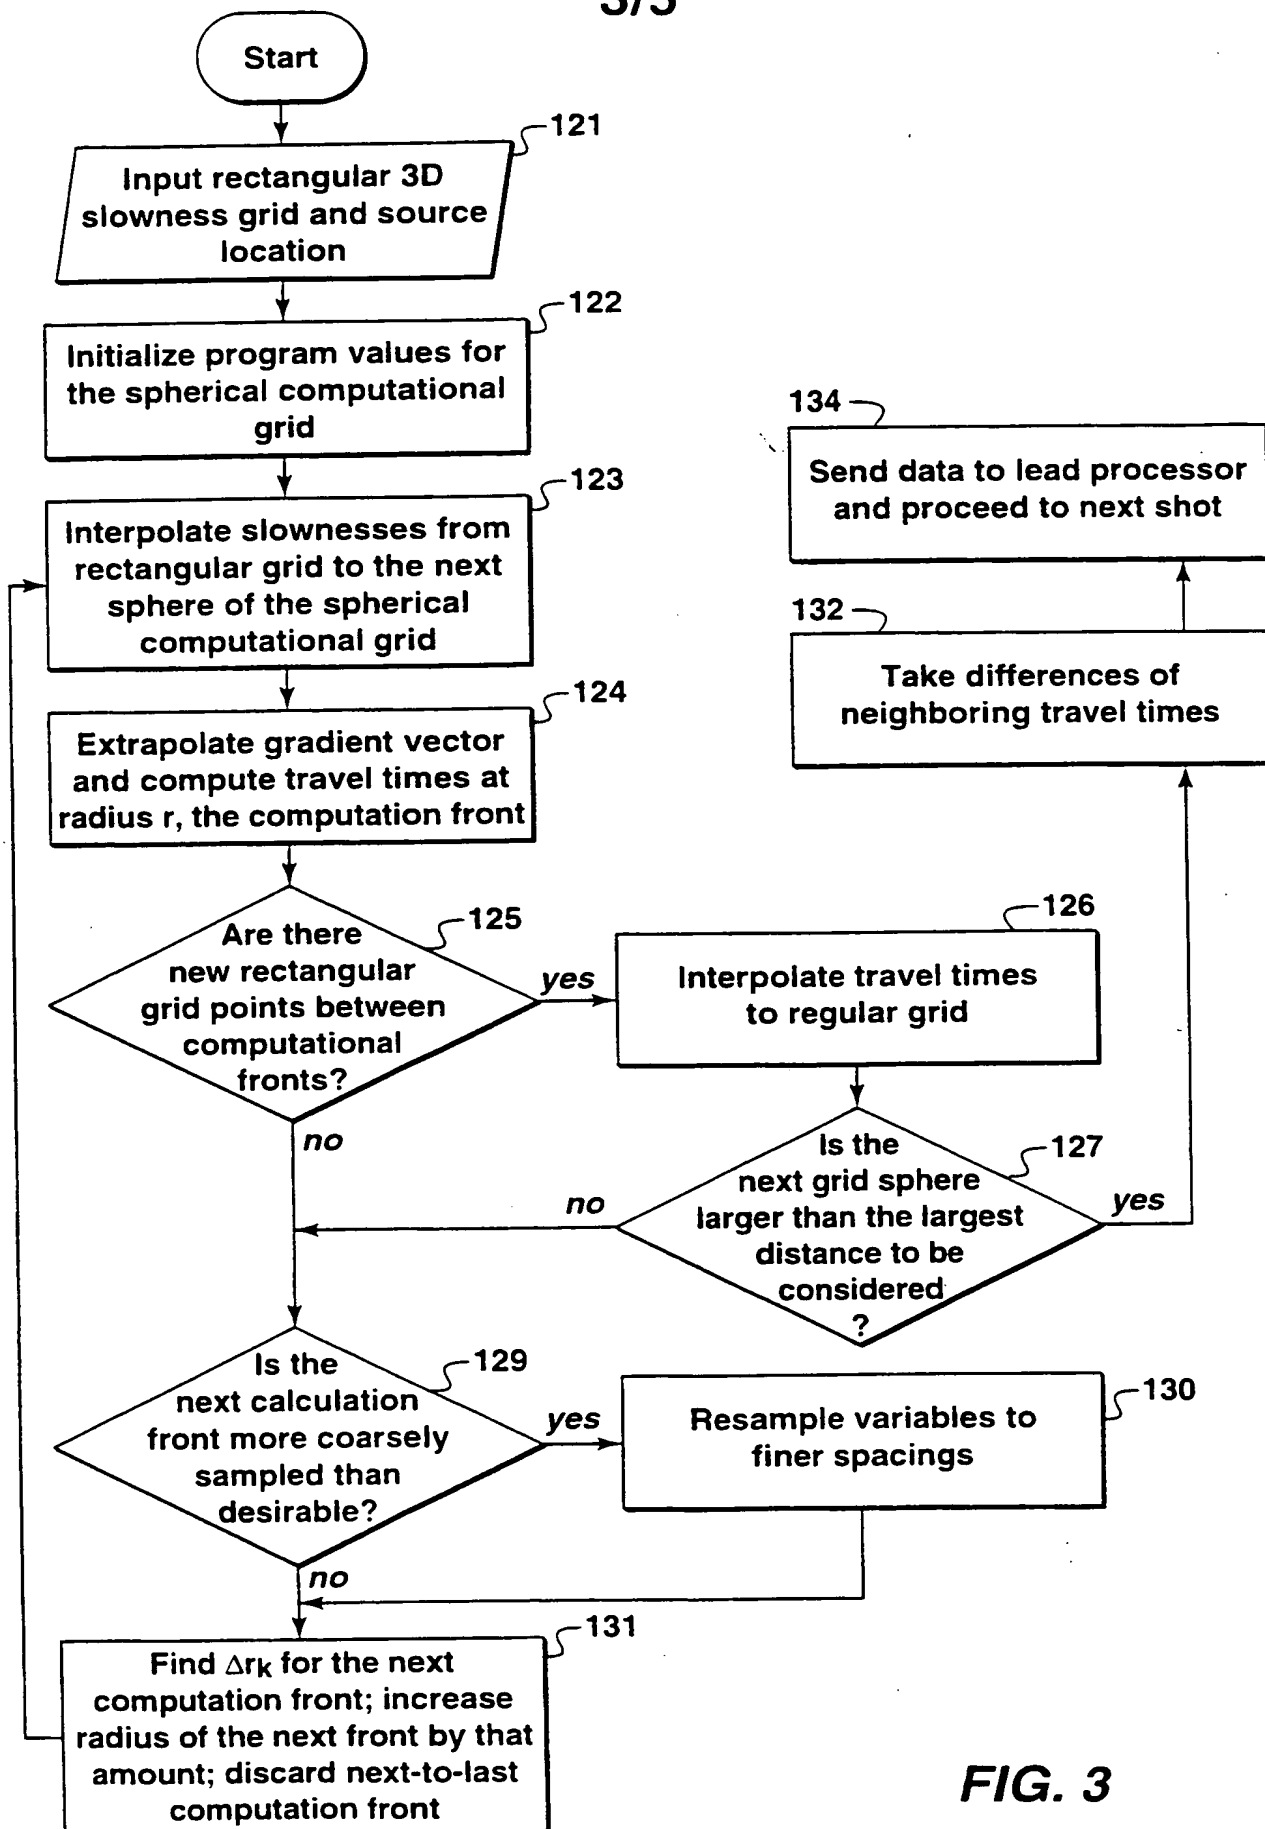 3/3
Start
121
Input rectangular 3D
slowness grid and source
location
122
Initialize program values for
the spherical computational
grid
123
Interpolate slownesses from
rectangular grid to the next
sphere of the spherical
computational grid
124
Extrapolate gradient vector
and compute travel times at
radius r, the computation front
125
Are there
new rectangular
grid points between
computational
fronts?
yes
no
126
Interpolate travel times
to regular grid
127
Is the
next grid sphere
larger than the largest
distance to be
considered
?
no
yes
134
Send data to lead processor
and proceed to next shot
132
Take differences of
neighboring travel times
129
Is the
next calculation
front more coarsely
sampled than
desirable?
yes
no
130
Resample variables to
finer spacings
131
Find Δrk for the next
computation front; increase
radius of the next front by that
amount; discard next-to-last
computation front
FIG. 3